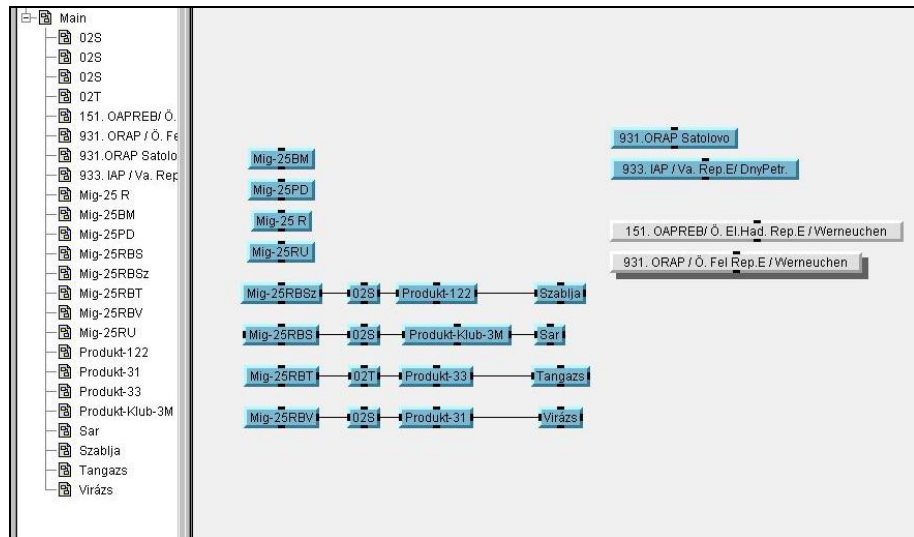 Main
02S
02S
02S
02T
151. OAPREB/ Ö.
931. ORAP / Ö. Fe
931.ORAP Satolo
933. IAP / Va. Rep
Mig-25 R
Mig-25BM
Mig-25PD
Mig-25RBS
Mig-25RBSz
Mig-25RBT
Mig-25RBV
Mig-25RU
Produkt-122
Produkt-31
Produkt-33
Produkt-Klub-3M
Sar
Szablja
Tangazs
Virázs
931.ORAP Satolovo
Mig-25BM
933. IAP / Va. Rep.E/ DnyPetr.
Mig-25PD
Mig-25 R
151. OAPREB/ Ö. El.Had. Rep.E / Werneuchen
Mig-25RU
931. ORAP / Ö. Fel Rep.E / Werneuchen
Mig-25RBSz 02S Produkt-122 Szablja
Mig-25RBS 02S Produkt-Klub-3M Sar
Mig-25RBT 02T Produkt-33 Tangazs
Mig-25RBV 02S Produkt-31 Virázs